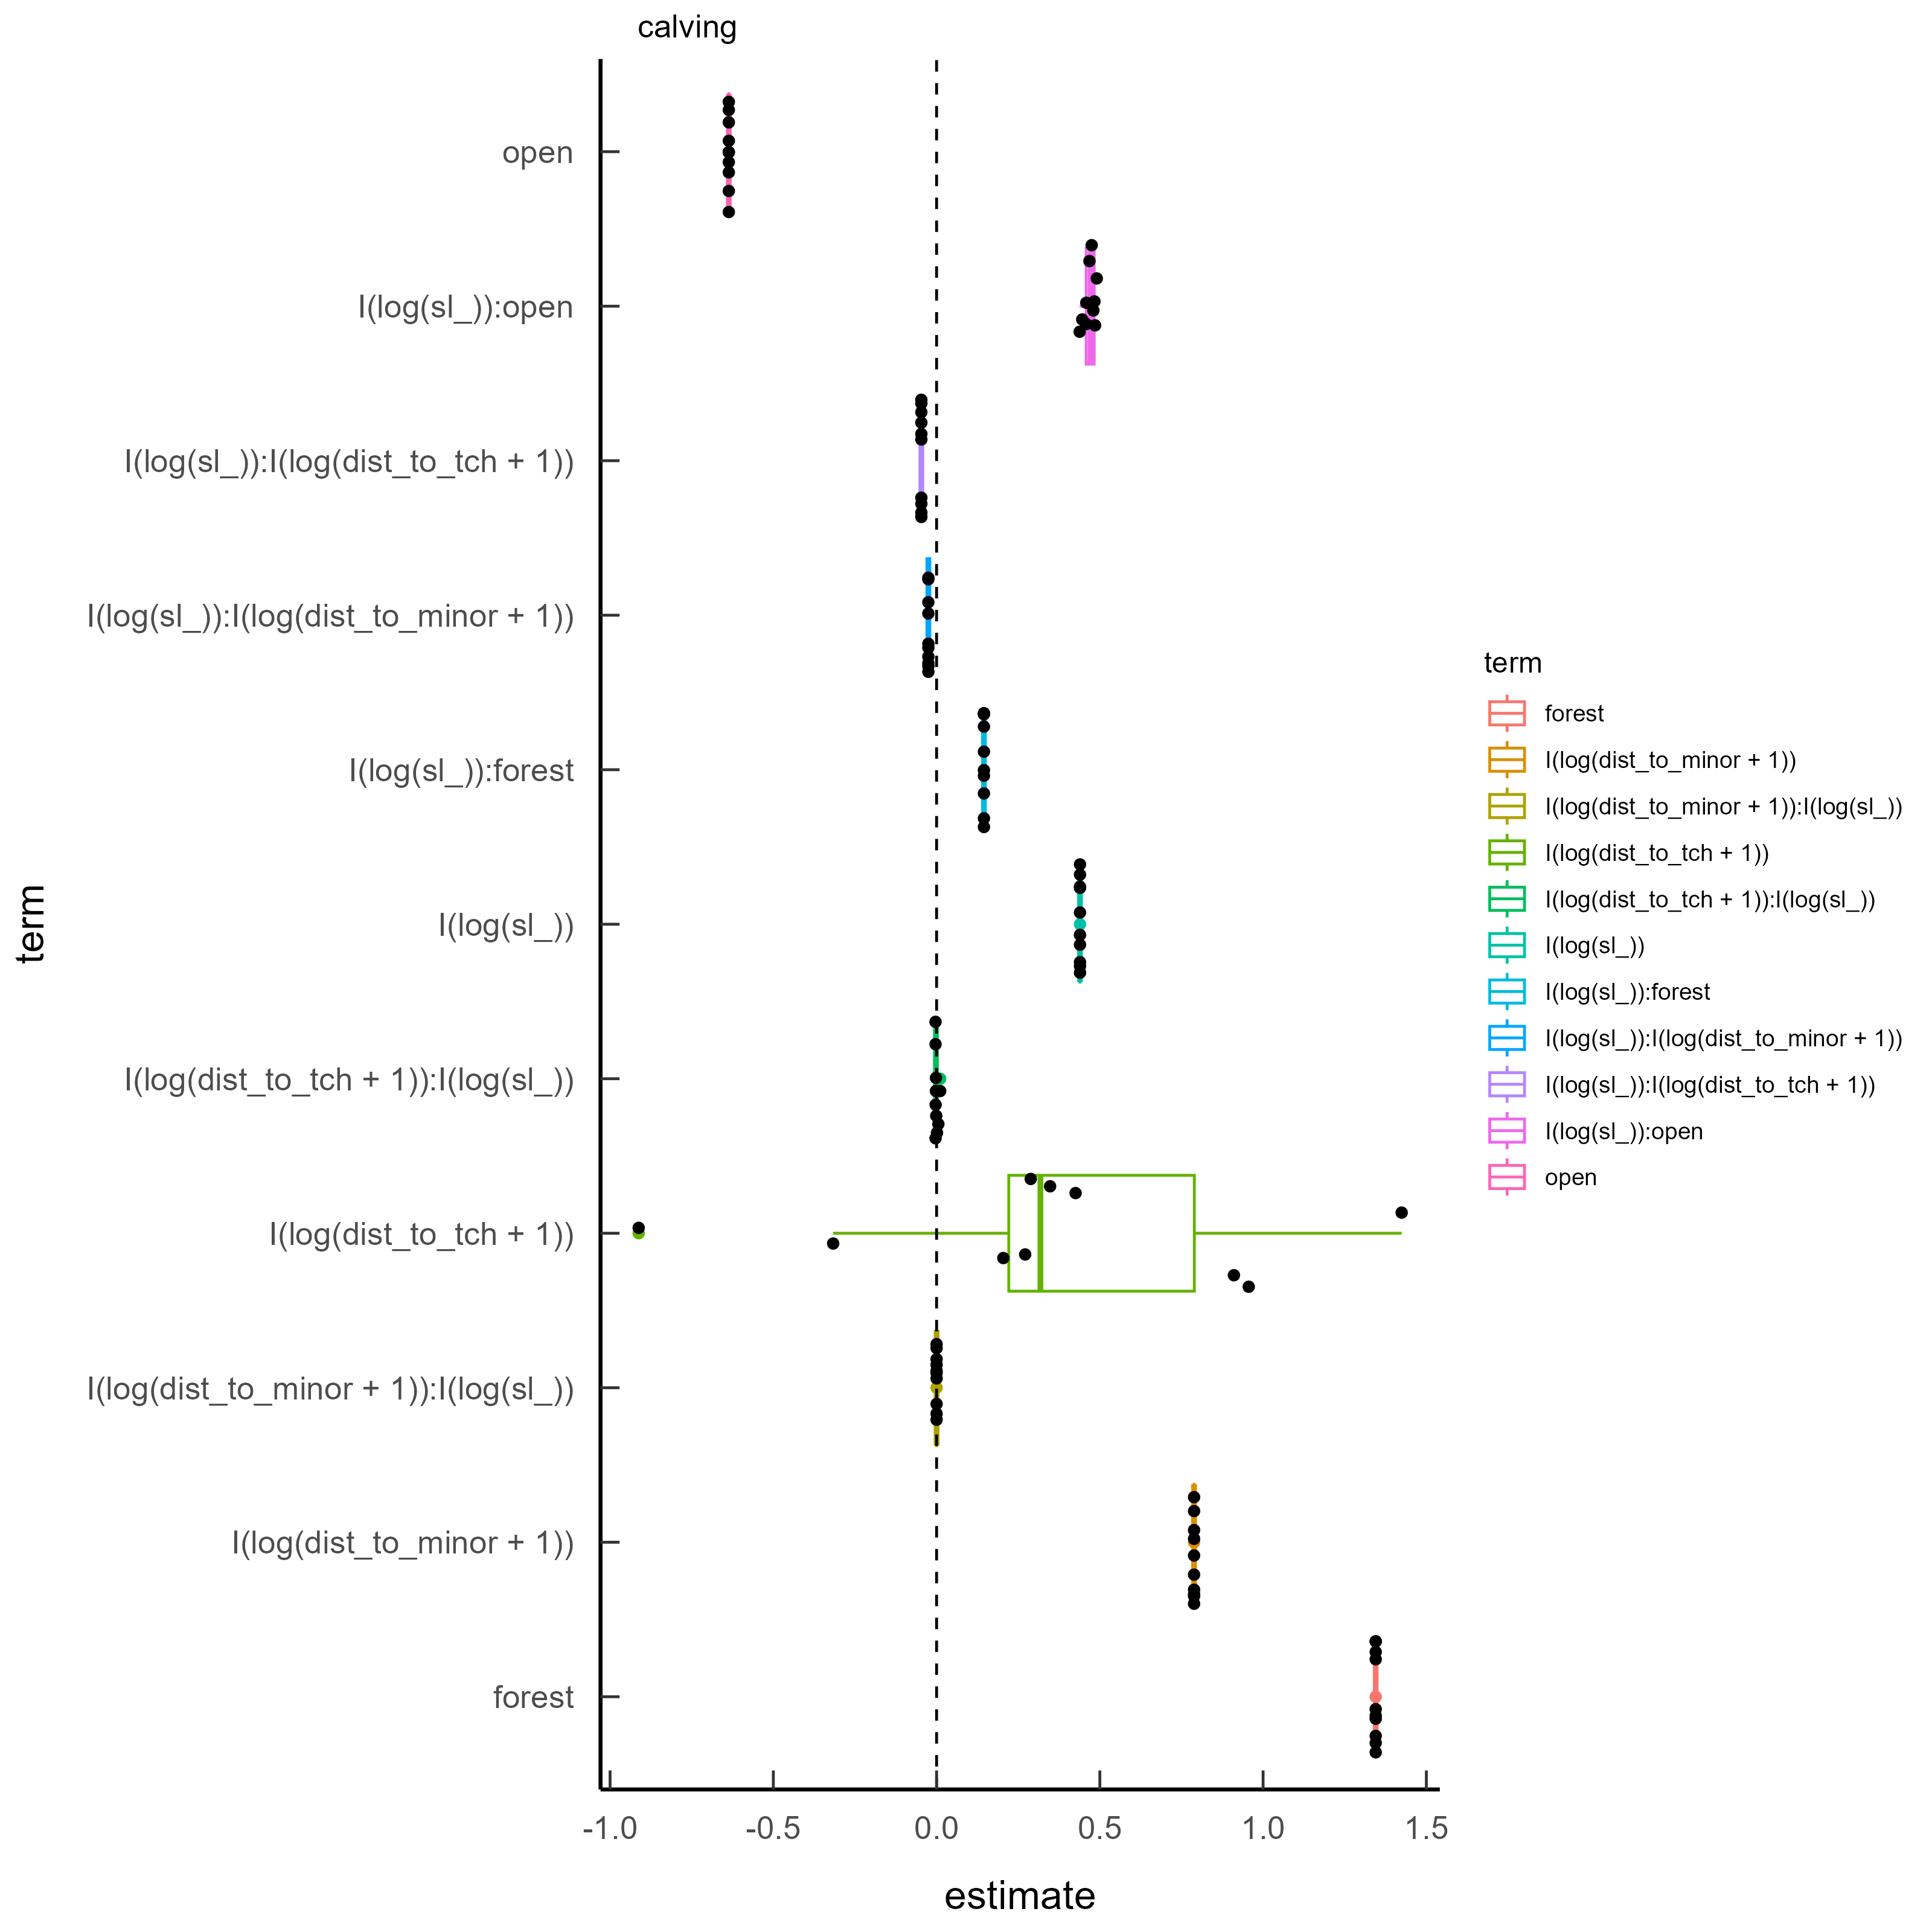 calving
open
I(log(sl_)):open
I(log(sl_)):I(log(dist_to_tch + 1))
I(log(sl_)):I(log(dist_to_minor + 1))
I(log(sl_)):forest
I(log(sl_))
I(log(dist_to_tch + 1)):I(log(sl_))
I(log(dist_to_tch + 1))
I(log(dist_to_minor + 1)):I(log(sl_))
I(log(dist_to_minor + 1))
forest
term
-1.0 -0.5 0.0 0.5 1.0 1.5
estimate
term
forest
I(log(dist_to_minor + 1))
I(log(dist_to_minor + 1)):I(log(sl_))
I(log(dist_to_tch + 1))
I(log(dist_to_tch + 1)):I(log(sl_))
I(log(sl_))
I(log(sl_)):forest
I(log(sl_)):I(log(dist_to_minor + 1))
I(log(sl_)):I(log(dist_to_tch + 1))
I(log(sl_)):open
open